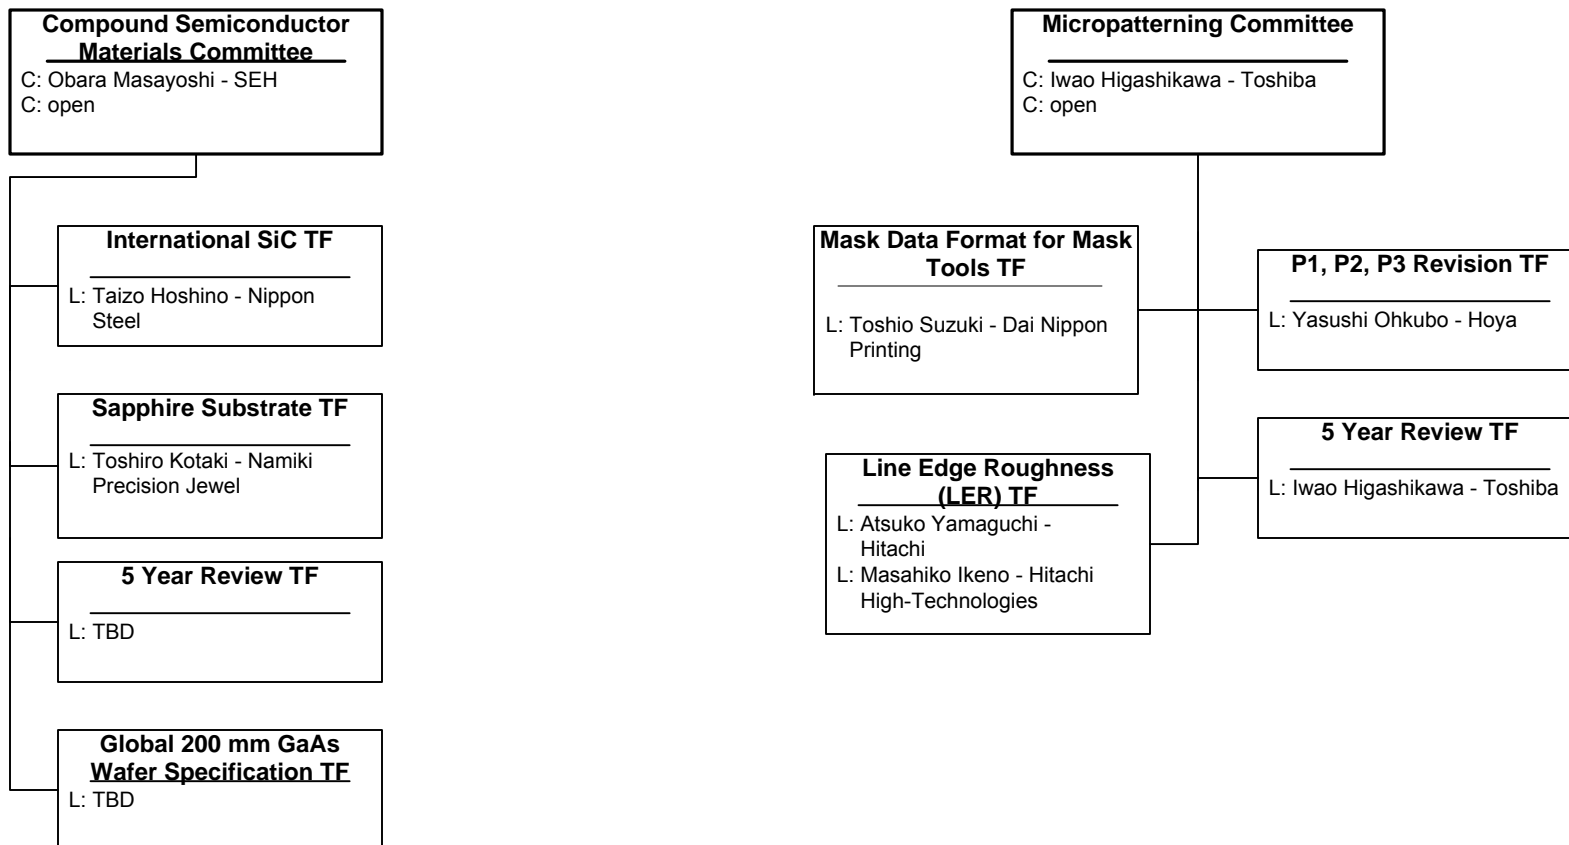 Compound Semiconductor
Materials Committee
C: Obara Masayoshi - SEH
C: open
International SiC TF
L: Taizo Hoshino - Nippon
Steel
Sapphire Substrate TF
L: Toshiro Kotaki - Namiki
Precision Jewel
5 Year Review TF
L: TBD
Global 200 mm GaAs
Wafer Specification TF
L: TBD
Micropatterning Committee
C: Iwao Higashikawa - Toshiba
C: open
Mask Data Format for Mask
Tools TF
L: Toshio Suzuki - Dai Nippon
Printing
P1, P2, P3 Revision TF
L: Yasushi Ohkubo - Hoya
Line Edge Roughness
(LER) TF
L: Atsuko Yamaguchi -
Hitachi
L: Masahiko Ikeno - Hitachi
High-Technologies
5 Year Review TF
L: Iwao Higashikawa - Toshiba